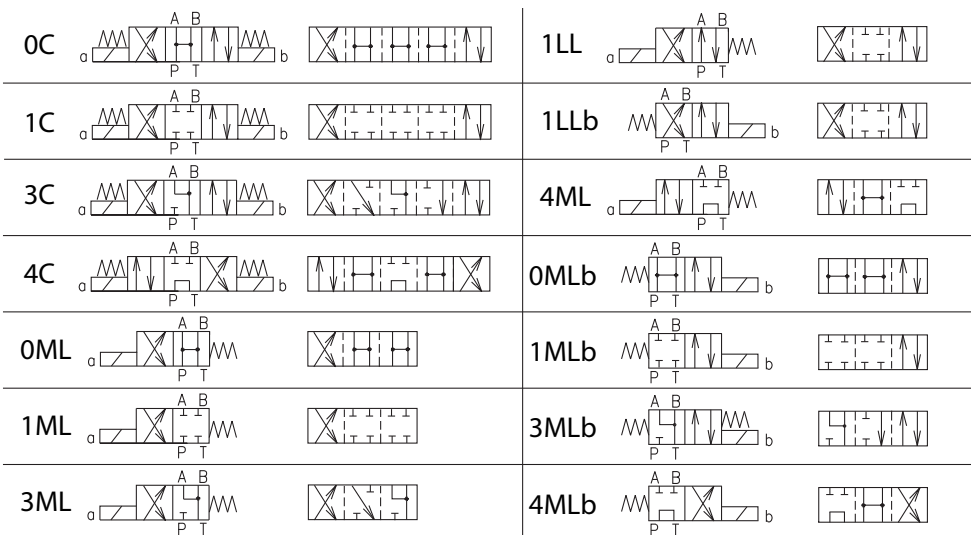 A B
0C a b
P T
A B
1C a b
P T
A B
3C a b
P T
A B
4C a b
P T
A B
0ML a
P T
A B
1ML a
P T
A B
3ML a
P T
A B
1LL a
P T
A B
1LLb b
P T
A B
4ML a
P T
A B
0MLb b
P T
A B
1MLb b
P T
A B
3MLb b
P T
A B
4MLb b
P T